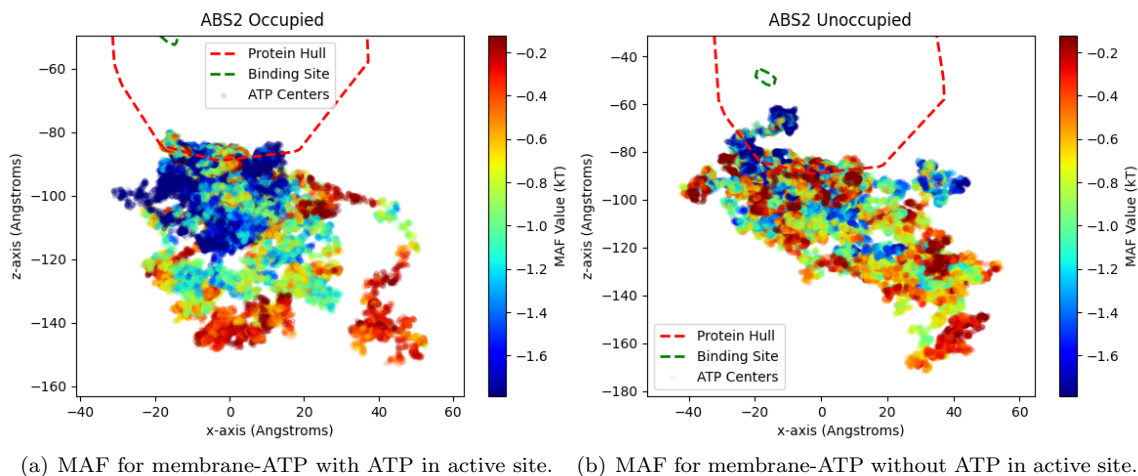 ABS2 Occupied
z-axis (Angstroms)
−60
−80
−100
−120
−140
−160
Protein Hull
Binding Site
ATP Centers
−40
−20
0
20
40
60
x-axis (Angstroms)
−0.2
−0.4
−0.6
−0.8
−1.0
−1.2
−1.4
−1.6
MAF Value (kT)
(a) MAF for membrane-ATP with ATP in active site.
ABS2 Unoccupied
z-axis (Angstroms)
−40
−60
−80
−100
−120
−140
−160
−180
Protein Hull
Binding Site
ATP Centers
−40
−20
0
20
40
60
x-axis (Angstroms)
−0.2
−0.4
−0.6
−0.8
−1.0
−1.2
−1.4
−1.6
MAF Value (kT)
(b) MAF for membrane-ATP without ATP in active site.